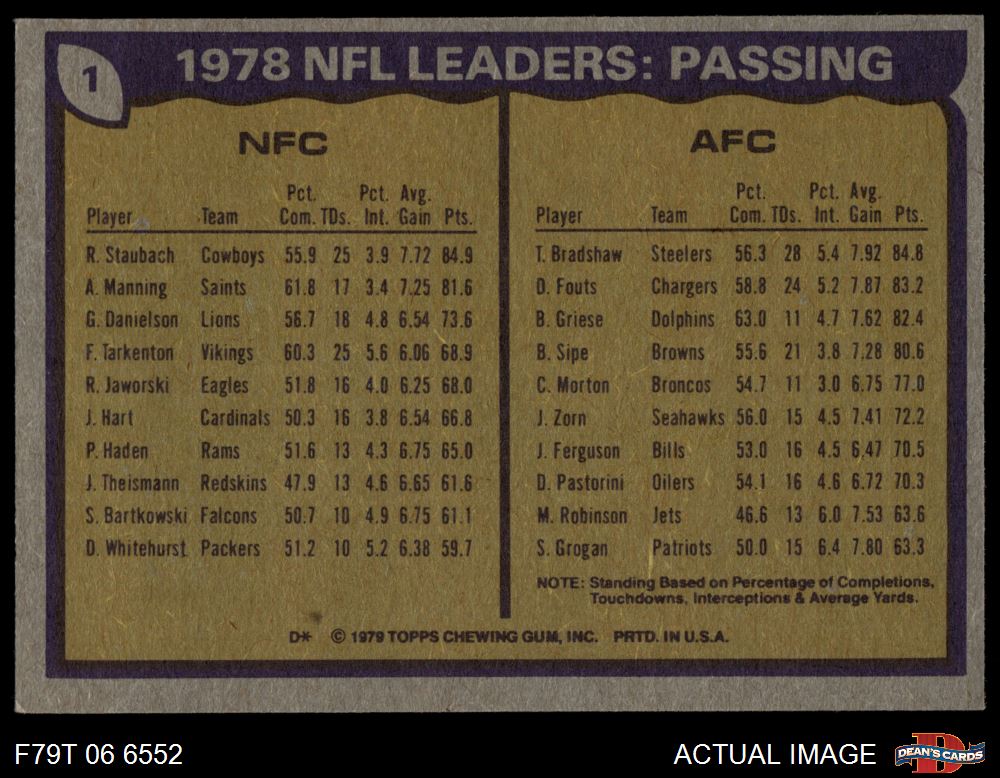 1
1978 NFL LEADERS: PASSING
NFC
Pct. Pct. Avg.
Player Team Com. TDs. Int. Gain Pts.
R. Staubach Cowboys 55.9 25 3.9 7.72 84.9
A. Manning Saints 61.8 17 3.4 7.25 81.6
G. Danielson Lions 56.7 18 4.8 6.54 73.6
F. Tarkenton Vikings 60.3 25 5.6 6.06 68.9
R. Jaworski Eagles 51.8 16 4.0 6.25 68.0
J. Hart Cardinals 50.3 16 3.8 6.54 66.8
P. Haden Rams 51.6 13 4.3 6.75 65.0
J. Theismann Redskins 47.9 13 4.6 6.65 61.6
S. Bartkowski Falcons 50.7 10 4.9 6.75 61.1
D. Whitehurst Packers 51.2 10 5.2 6.38 59.7
AFC
Pct. Pct. Avg.
Player Team Com. TDs. Int. Gain Pts.
T. Bradshaw Steelers 56.3 28 5.4 7.92 84.8
D. Fouts Chargers 58.8 24 5.2 7.87 83.2
B. Griese Dolphins 63.0 11 4.7 7.62 82.4
B. Sipe Browns 55.6 21 3.8 7.28 80.6
C. Morton Broncos 54.7 11 3.0 6.75 77.0
J. Zorn Seahawks 56.0 15 4.5 7.41 72.2
J. Ferguson Bills 53.0 16 4.5 6.47 70.5
D. Pastorini Oilers 54.1 16 4.6 6.72 70.3
M. Robinson Jets 46.6 13 6.0 7.53 63.6
S. Grogan Patriots 50.0 15 6.4 7.80 63.3
NOTE: Standing Based on Percentage of Completions,
Touchdowns, Interceptions & Average Yards.
D* © 1979 TOPPS CHEWING GUM, INC. PRTD. IN U.S.A.
F79T 06 6552
ACTUAL IMAGE
D
DEAN'S CARDS